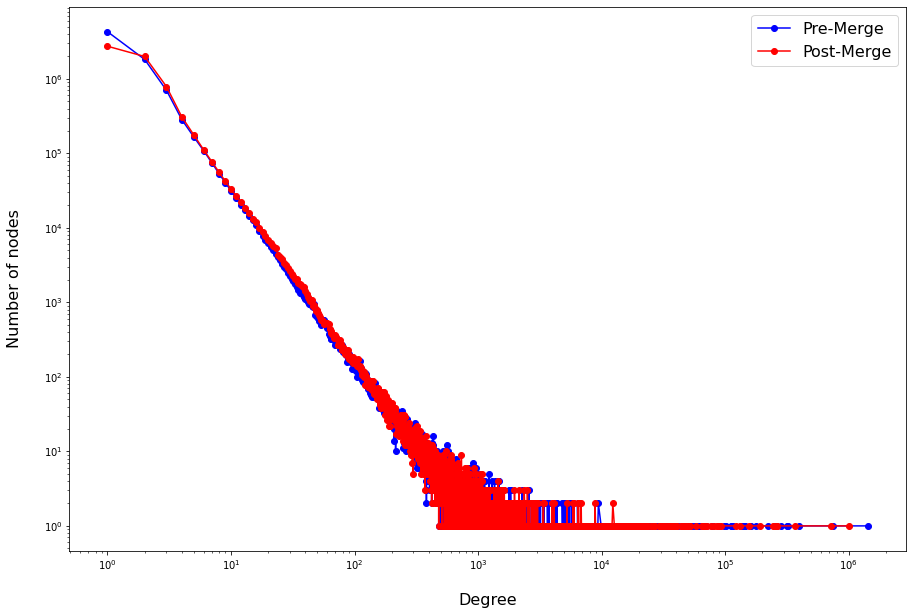 Pre-Merge
Post-Merge
Number of nodes
10⁶
10⁵
10⁴
10³
10²
10¹
10⁰
10⁰ 10¹ 10² 10³ 10⁴ 10⁵ 10⁶
Degree